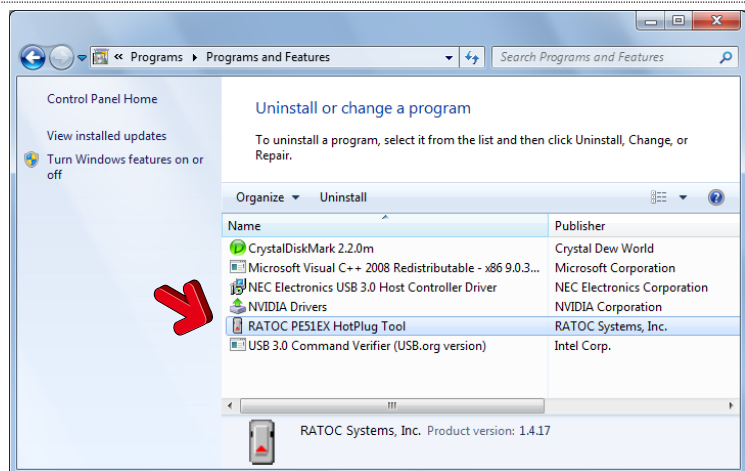 « Programs ▸ Programs and Features
Search Programs and Features
Control Panel Home
View installed updates
Turn Windows features on or
off
Uninstall or change a program
To uninstall a program, select it from the list and then click Uninstall, Change, or
Repair.
Organize Uninstall
Name Publisher
CrystalDiskMark 2.2.0m Crystal Dew World
Microsoft Visual C++ 2008 Redistributable - x86 9.0.3... Microsoft Corporation
NEC Electronics USB 3.0 Host Controller Driver NEC Electronics Corporation
NVIDIA Drivers NVIDIA Corporation
RATOC PE51EX HotPlug Tool RATOC Systems, Inc.
USB 3.0 Command Verifier (USB.org version) Intel Corp.
RATOC Systems, Inc. Product version: 1.4.17